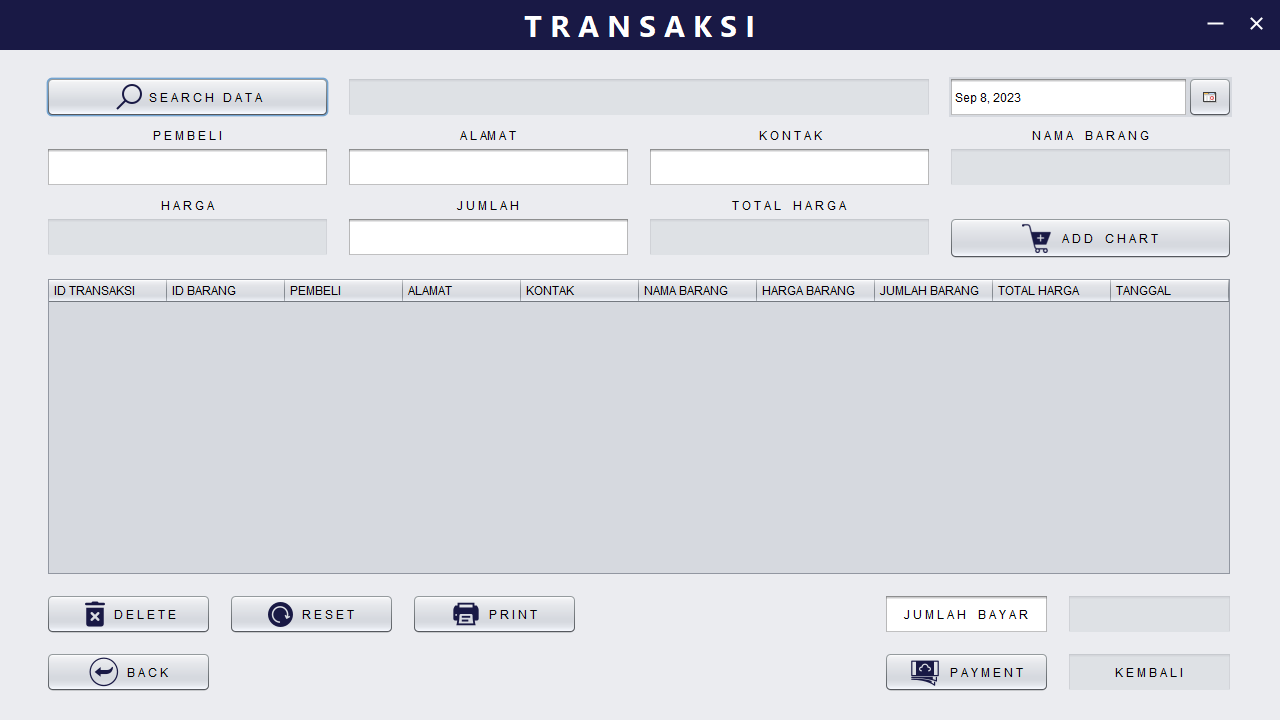 TRANSAKSI
SEARCH DATA
Sep 8, 2023
PEMBELI ALAMAT KONTAK NAMA BARANG
HARGA JUMLAH TOTAL HARGA
ADD CHART
ID TRANSAKSI ID BARANG PEMBELI ALAMAT KONTAK NAMA BARANG HARGA BARANG JUMLAH BARANG TOTAL HARGA TANGGAL
DELETE RESET PRINT JUMLAH BAYAR
BACK PAYMENT KEMBALI